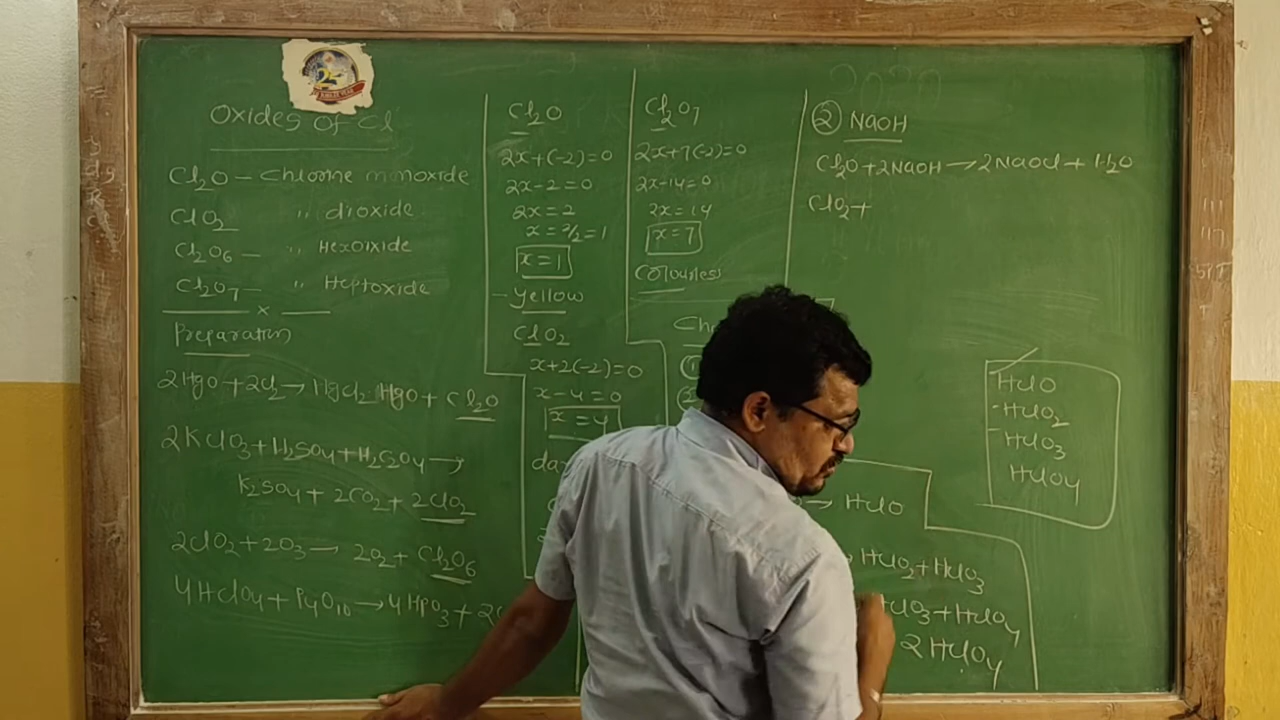 Oxides of Cl
Cl₂O – Chlorine monoxide
ClO₂ " dioxide
Cl₂O₆ – " Hexoixide
Cl₂O₇ – " Heptoxide
x
Preparation
2HgO + 2Cl₂ → HgCl₂ HgO + Cl₂O
2KClO₃ + H₂SO₄ + H₂C₂O₄ →
K₂SO₄ + 2CO₂ + 2ClO₂
2ClO₂ + 2O₃ → 2O₂ + Cl₂O₆
4HClO₄ + P₄O₁₀ → 4HPO₃ +
Cl₂O
2x+(-2)=0
2x-2=0
2x=2
x=2/2=1
x=1
- Yellow
ClO₂
x+2(-2)=0
x-4=0
x=4
Cl₂O₇
2x+7(-2)=0
2x-14=0
2x=14
x=7
Colourless
② NaOH
Cl₂O + 2NaOH → 2NaOCl + H₂O
ClO₂ +
HClO
- HClO₂
- HClO₃
HClO₄
→ HClO
HClO₂ + HClO₃
HClO₃ + HClO₄
2HClO₄